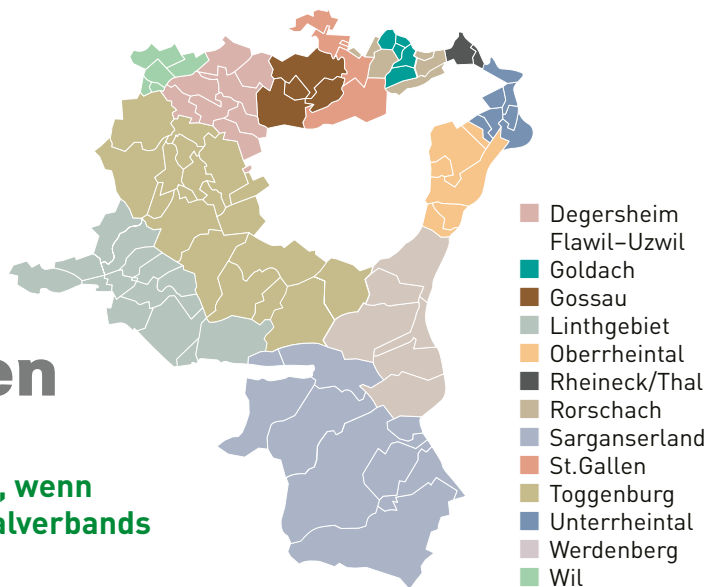 en
, wenn
alverbands
Degersheim
Flawil–Uzwil
Goldach
Gossau
Linthgebiet
Oberrheintal
Rheineck/Thal
Rorschach
Sarganserland
St.Gallen
Toggenburg
Unterrheintal
Werdenberg
Wil